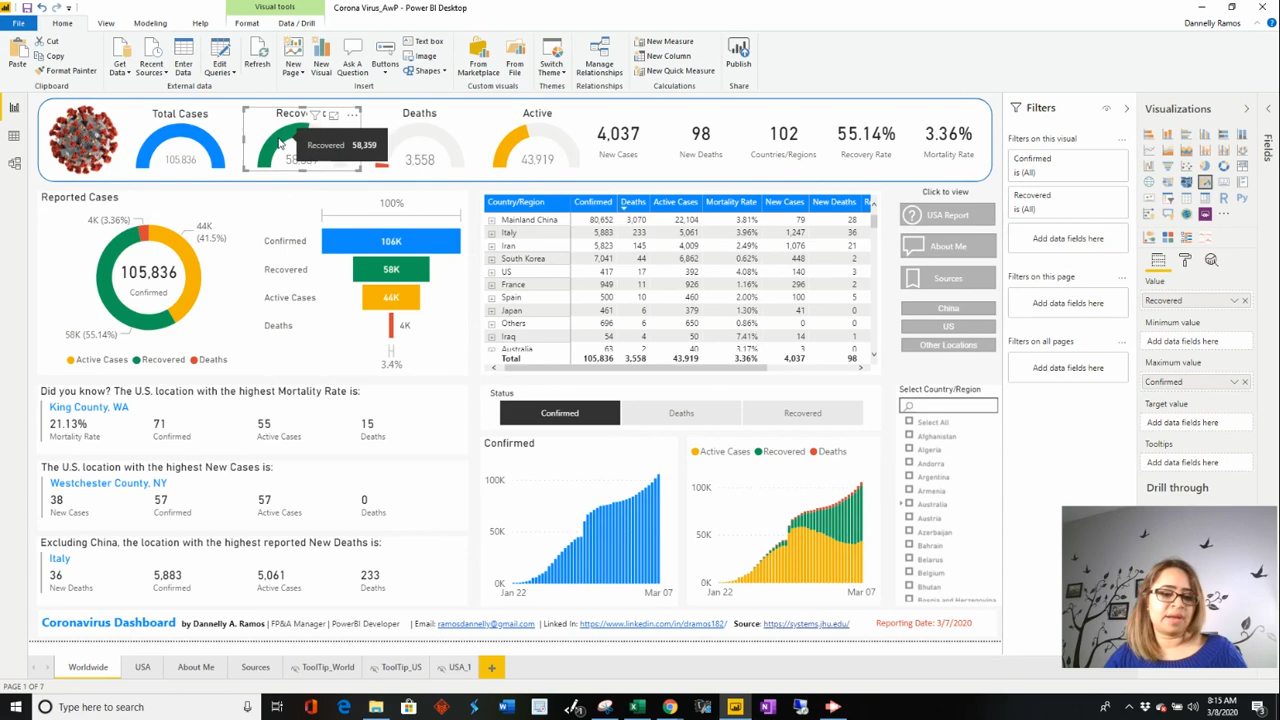 Visual tools
Corona Virus_AwP - Power BI Desktop
File
Home
View
Modeling
Help
Format
Data / Drill
Dannelly Ramos
Paste
Cut
Copy
Format Painter
Clipboard
Get Data
Recent Sources
Enter Data
Edit Queries
Refresh
External data
New Page
New Visual
Ask A Question
Buttons
Text box
Image
Shapes
Insert
From Marketplace
From File
Custom visuals
Switch Theme
Themes
Manage Relationships
Relationships
New Measure
New Column
New Quick Measure
Calculations
Publish
Share
Total Cases
105,836
Recov
Recovered 58,359
Deaths
3,558
Active
43,919
4,037
New Cases
98
New Deaths
102
Countries/Regions
55.14%
Recovery Rate
3.36%
Mortality Rate
Reported Cases
4K (3.36%)
44K (41.5%)
105,836
Confirmed
58K (55.14%)
Active Cases Recovered Deaths
100%
Confirmed 106K
Recovered 58K
Active Cases 44K
Deaths 4K
3.4%
Country/Region Confirmed Deaths Active Cases Mortality Rate New Cases New Deaths
Mainland China 80,652 3,070 22,104 3.81% 79 28
Italy 5,883 233 5,061 3.96% 1,247 36
Iran 5,823 145 4,009 2.49% 1,076 21
South Korea 7,041 44 6,862 0.62% 448 2
US 417 17 392 4.08% 140 3
France 949 11 926 1.16% 296 2
Spain 500 10 460 2.00% 100 5
Japan 461 6 379 1.30% 41 0
Others 696 6 650 0.86% 0 0
Iraq 54 4 50 7.41% 14 1
Australia 63 2 40 3.17% 3 0
Total 105,836 3,558 43,919 3.36% 4,037 98
Click to view
USA Report
About Me
Sources
China
US
Other Locations
Did you know? The U.S. location with the highest Mortality Rate is:
King County, WA
21.13% 71 55 15
Mortality Rate Confirmed Active Cases Deaths
The U.S. location with the highest New Cases is:
Westchester County, NY
38 57 57 0
New Cases Confirmed Active Cases Deaths
Excluding China, the location with the highest reported New Deaths is:
Italy
36 5,883 5,061 233
New Deaths Confirmed Active Cases Deaths
Status
Confirmed Deaths Recovered
Confirmed
100K
50K
0K
Jan 22 Mar 07
Active Cases Recovered Deaths
100K
50K
0K
Jan 22 Mar 07
Select Country/Region
Select All
Afghanistan
Algeria
Andorra
Argentina
Armenia
Australia
Austria
Azerbaijan
Bahrain
Belarus
Belgium
Bhutan
Bosnia and Herzegovina
Coronavirus Dashboard by Dannelly A. Ramos | FP&A Manager | PowerBI Developer | Email: ramosdannelly@gmail.com | Linked In: https://www.linkedin.com/in/dramos182/ Source: https://systems.jhu.edu/ Reporting Date: 3/7/2020
Filters
Filters on this visual
Confirmed
is (All)
Recovered
is (All)
Add data fields here
Filters on this page
Add data fields here
Filters on all pages
Add data fields here
Visualizations
R
Py
Value
Recovered
Minimum value
Add data fields here
Maximum value
Confirmed
Target value
Add data fields here
Tooltips
Add data fields here
Drill through
Fields
Worldwide
USA
About Me
Sources
ToolTip_World
ToolTip_US
USA_1
PAGE 1 OF 7
Type here to search
8:15 AM
3/8/2020